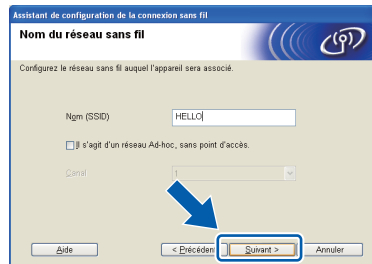 Assistant de configuration de la connexion sans fil
Nom du réseau sans fil
Configurez le réseau sans fil auquel l'appareil sera associé.
Nom (SSID) HELLO
Il s'agit d'un réseau Ad-hoc, sans point d'accès.
Canal 1
Aide < Précédent Suivant > Annuler